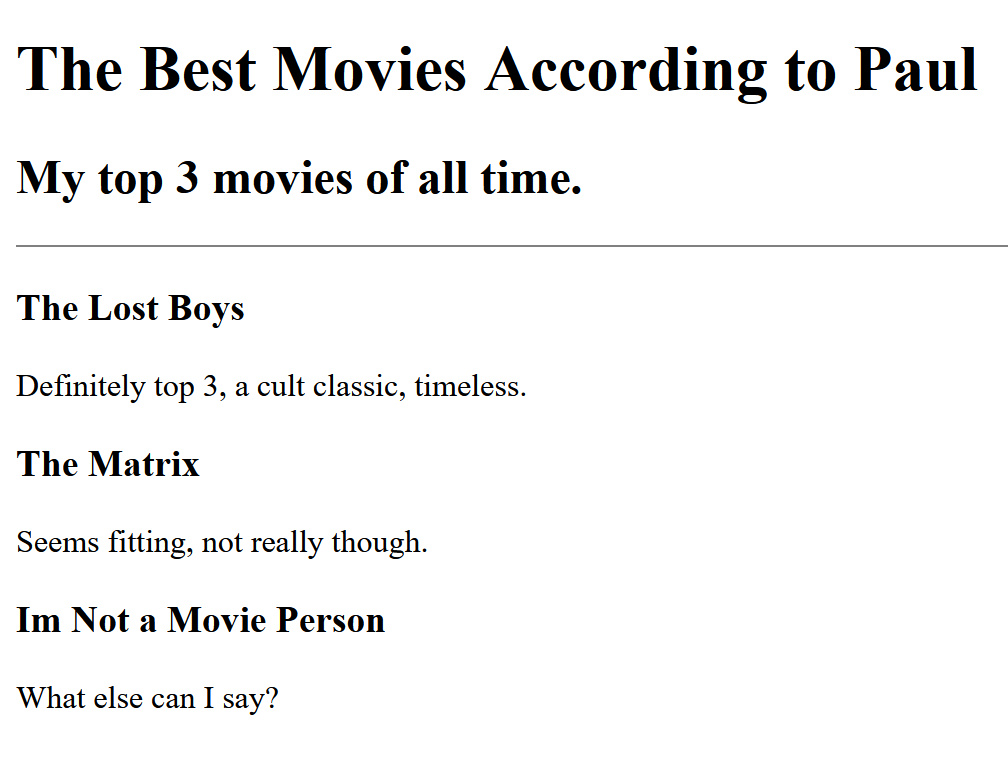 The Best Movies According to Paul
My top 3 movies of all time.
The Lost Boys
Definitely top 3, a cult classic, timeless.
The Matrix
Seems fitting, not really though.
Im Not a Movie Person
What else can I say?